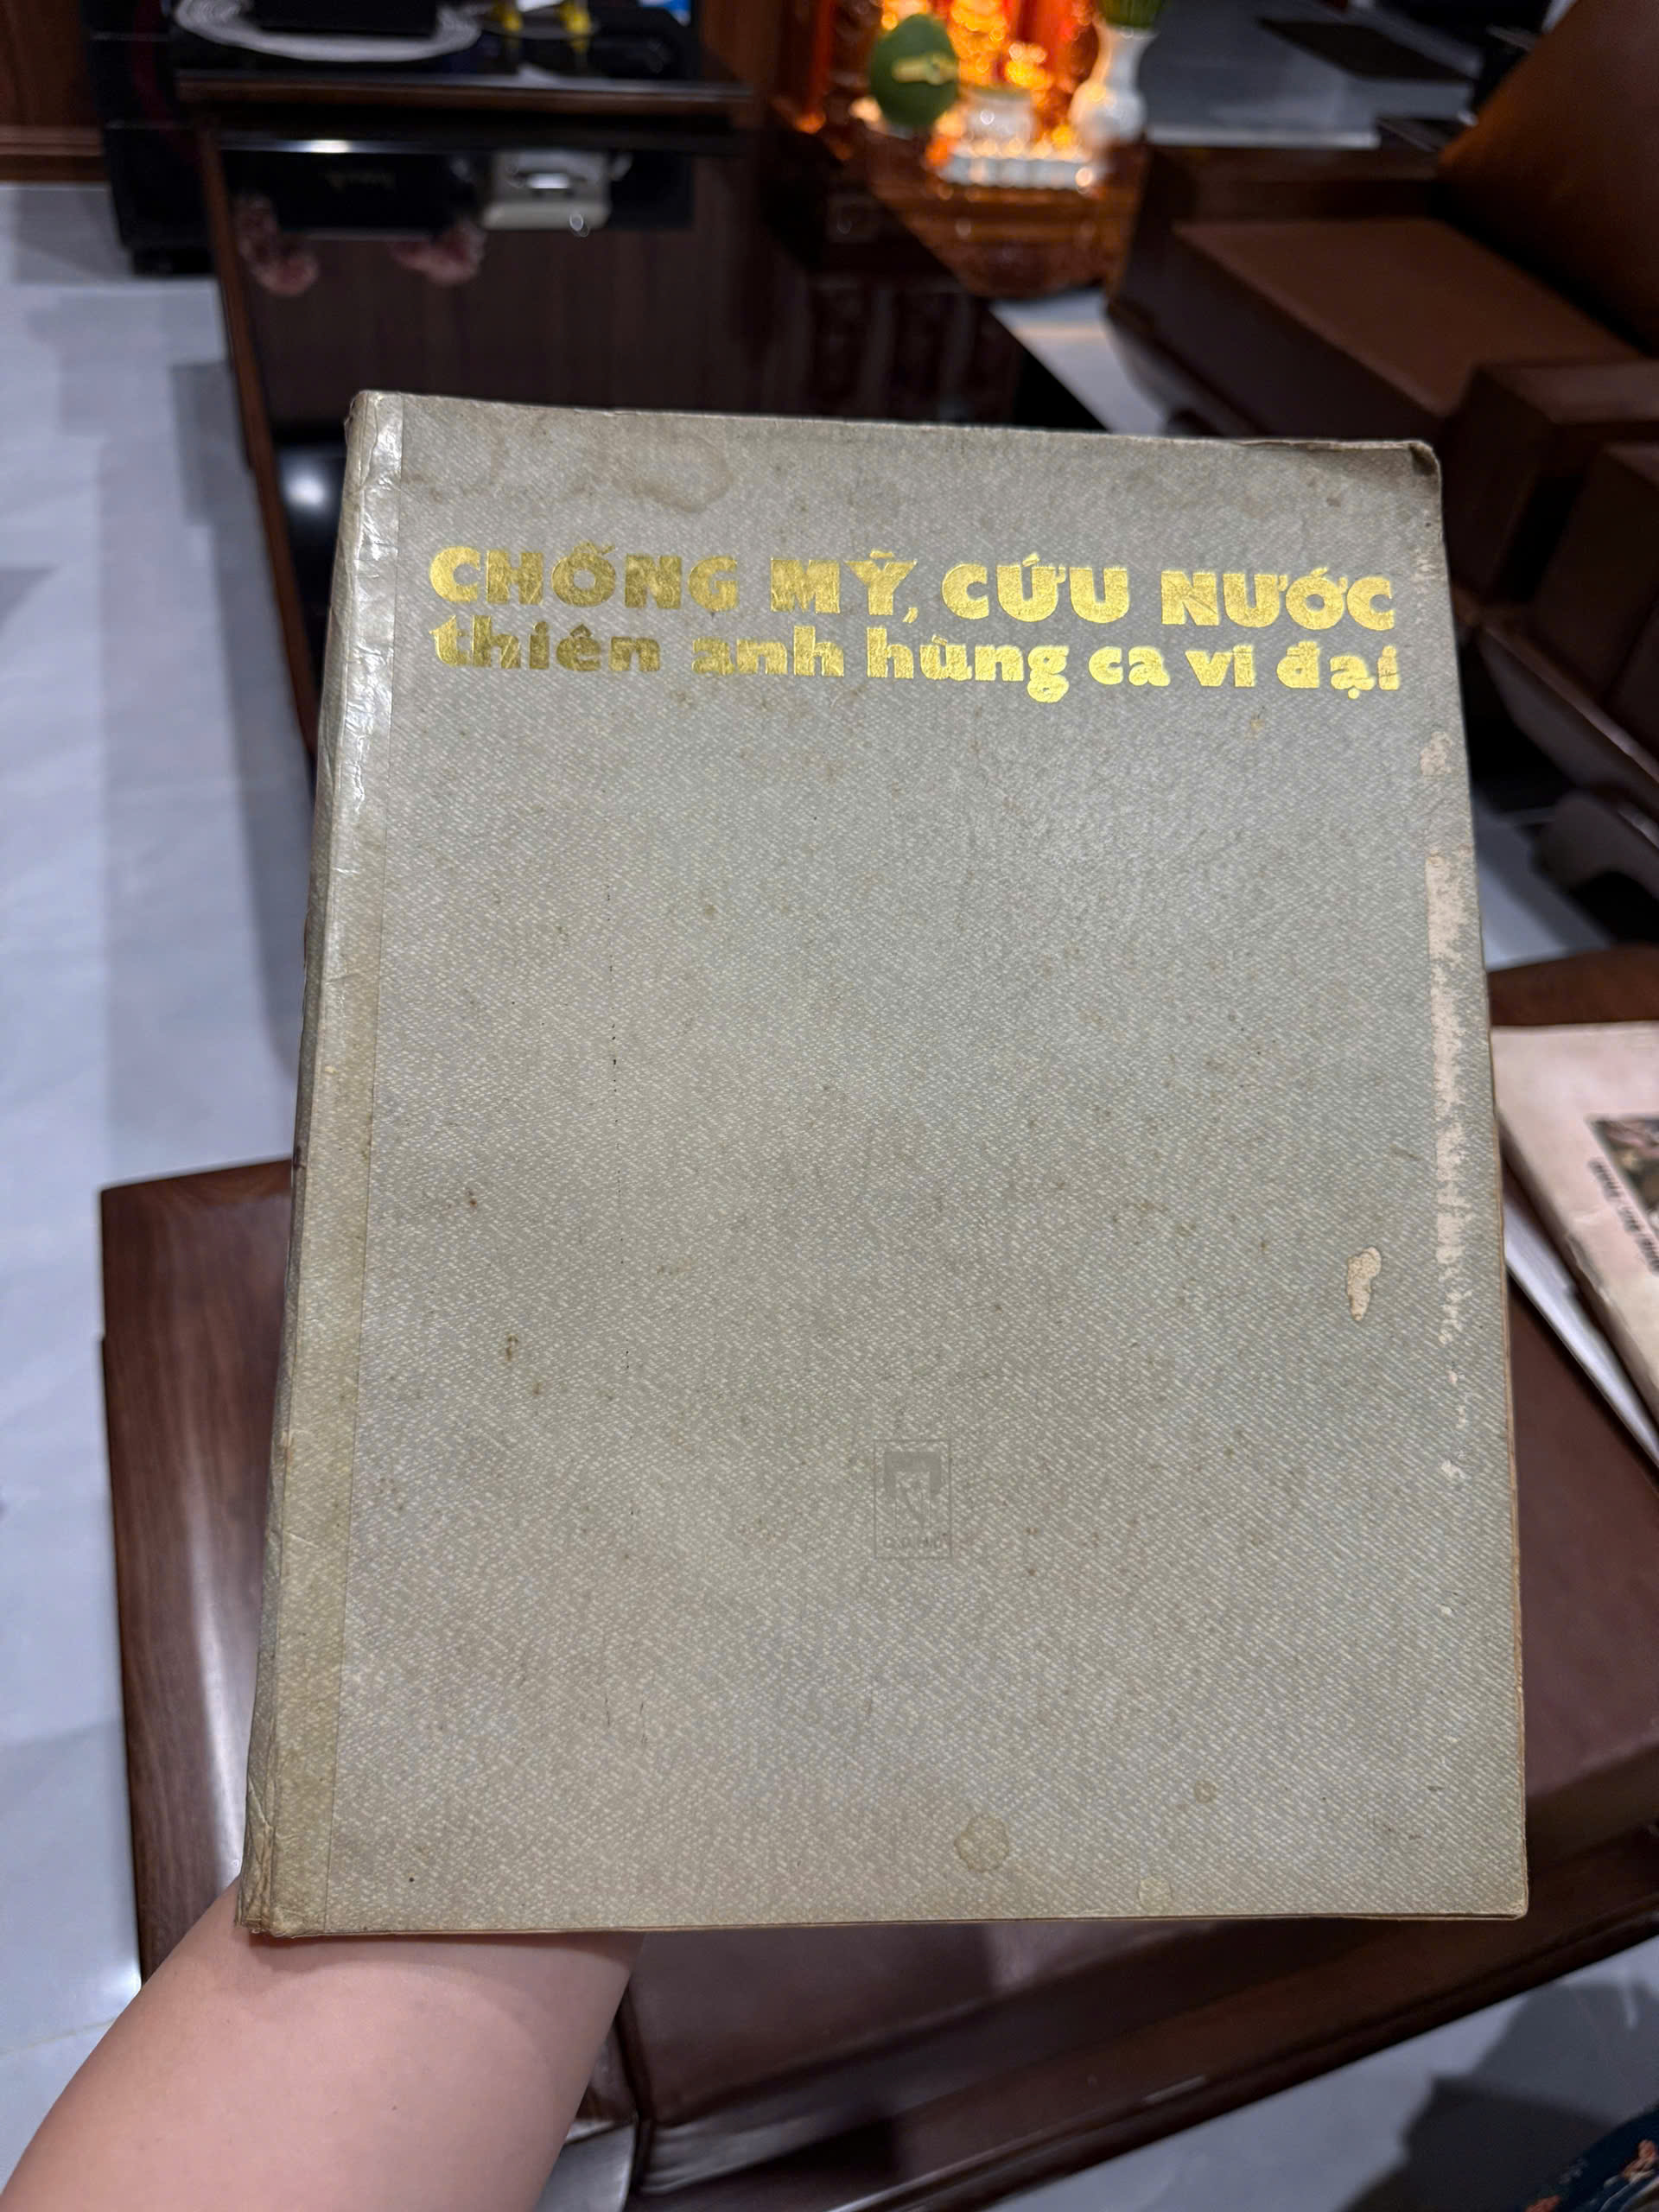 CHỐNG MỸ, CỨU NƯỚC
thiên anh hùng ca vĩ đại